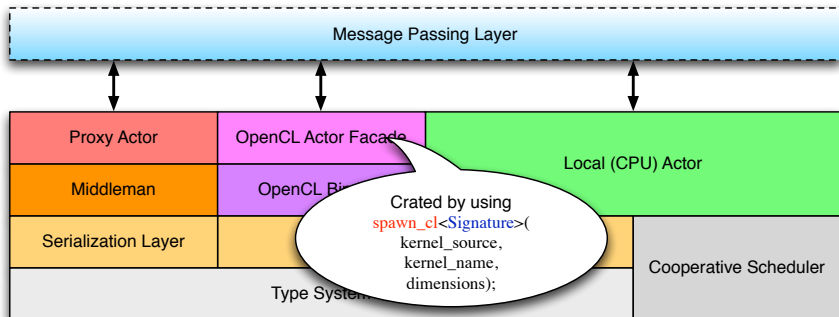 Message Passing Layer
Proxy Actor
OpenCL Actor Facade
Local (CPU) Actor
Middleman
OpenCL
Crated by using
spawn_cl<Signature>(
kernel_source,
kernel_name,
dimensions);
Serialization Layer
Cooperative Scheduler
Type System